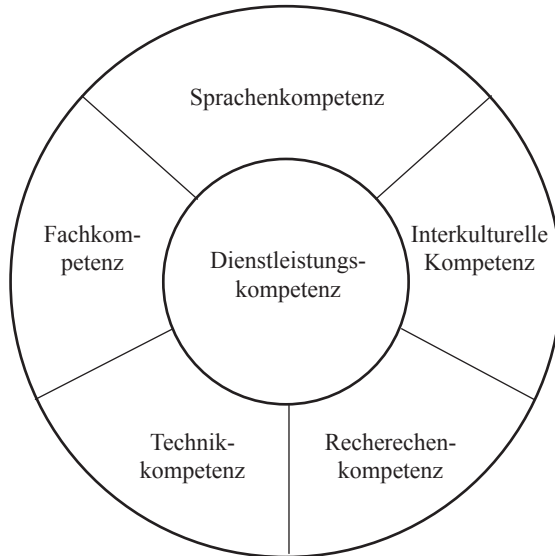 Sprachenkompetenz
Fachkom-
petenz
Interkulturelle
Kompetenz
Dienstleistungs-
kompetenz
Technik-
kompetenz
Recherechen-
kompetenz